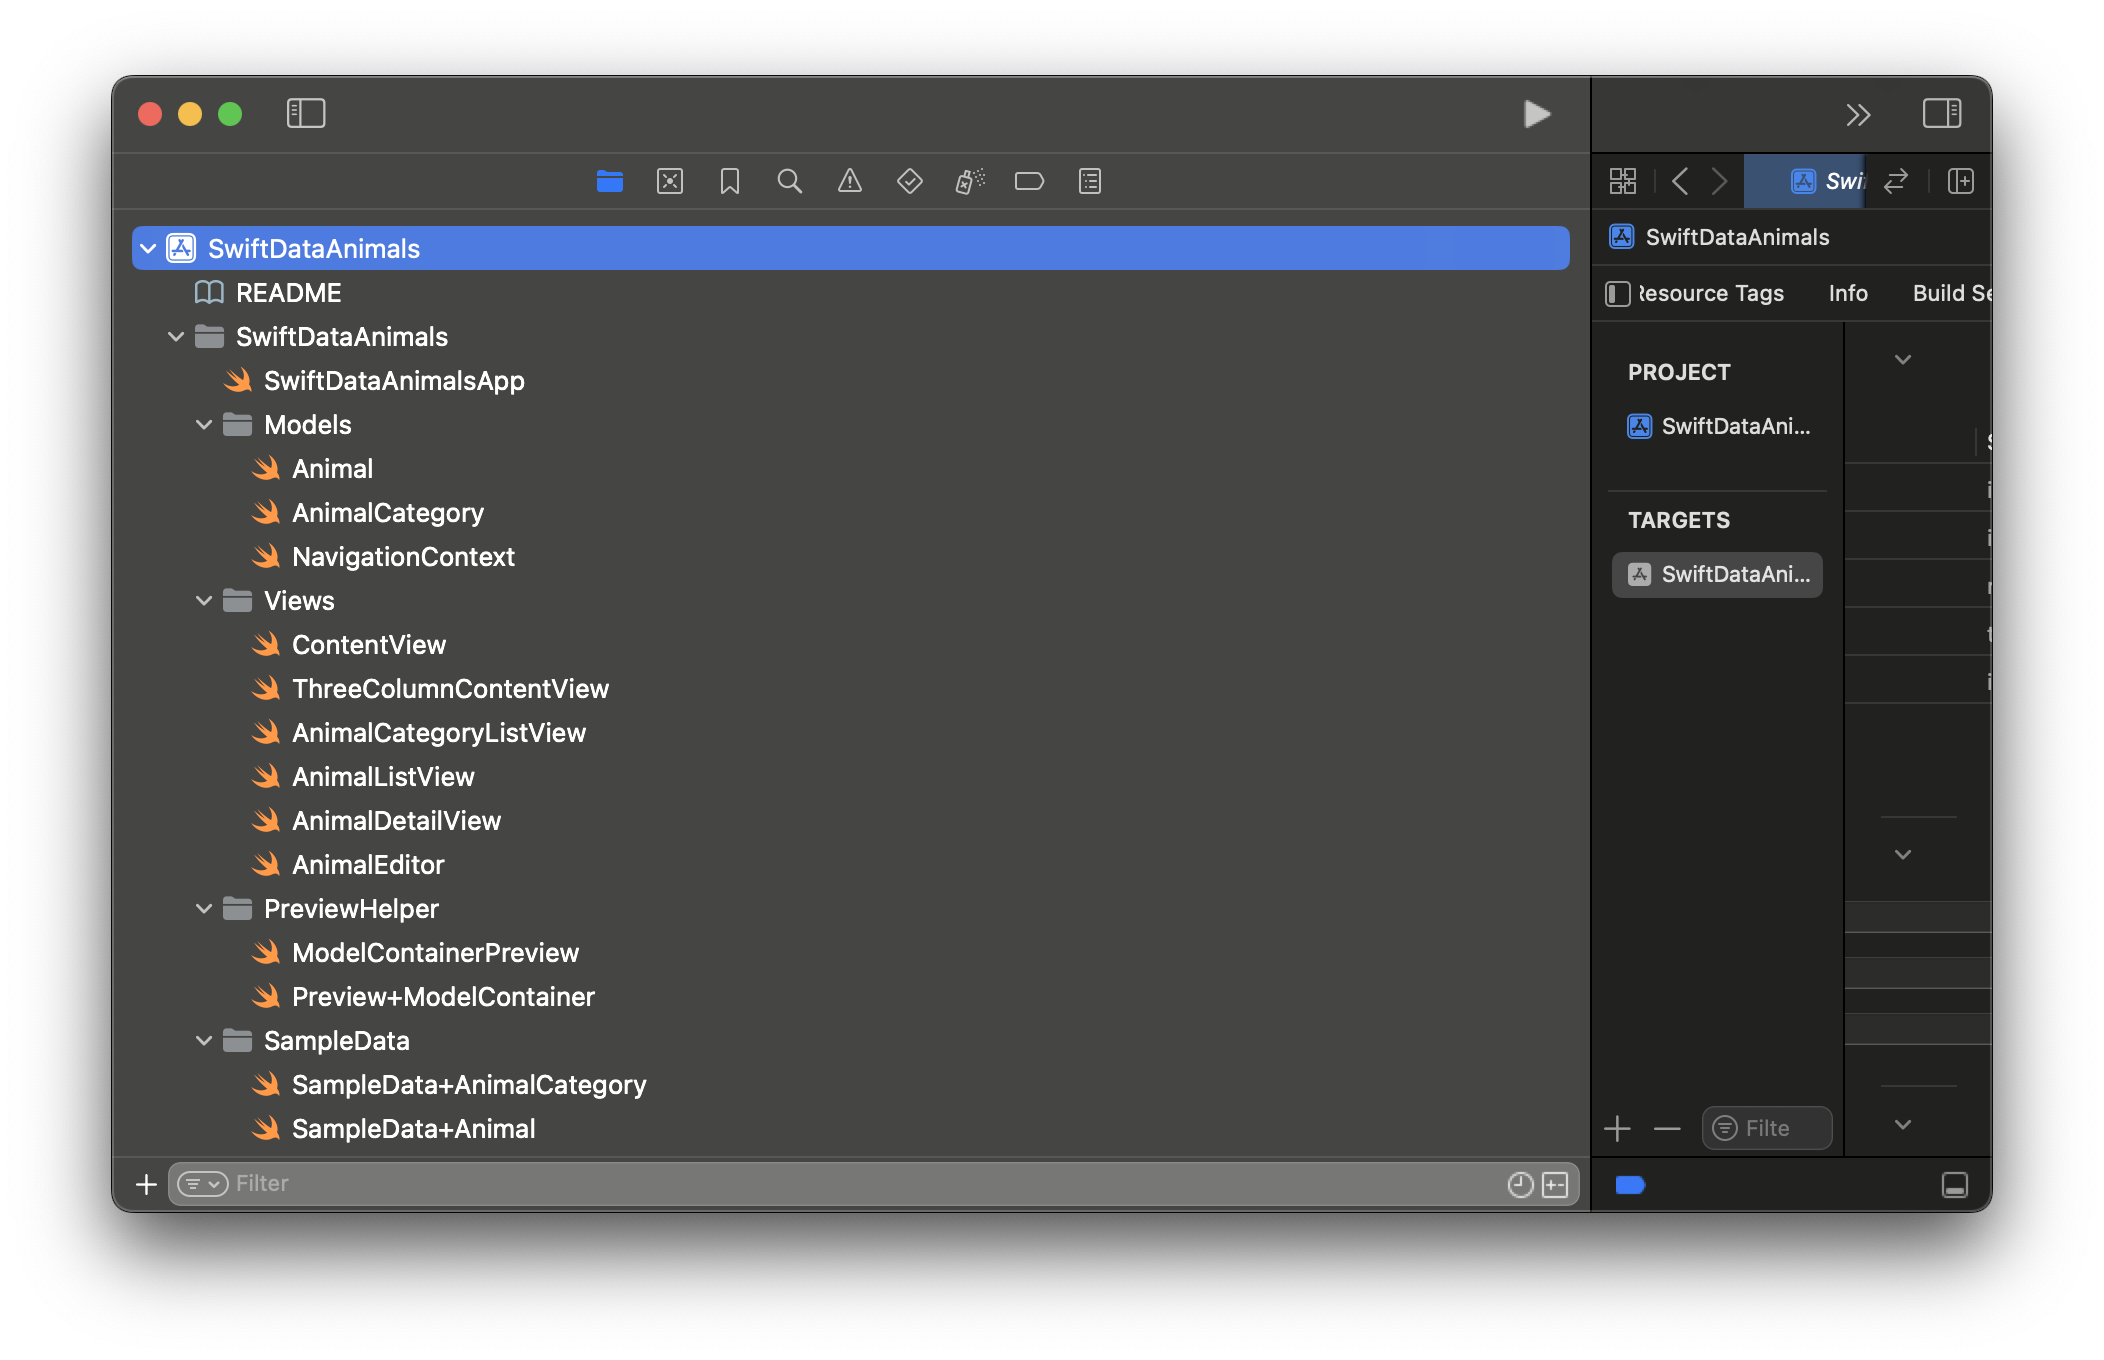 SwiftDataAnimals
README
SwiftDataAnimals
SwiftDataAnimalsApp
Models
Animal
AnimalCategory
NavigationContext
Views
ContentView
ThreeColumnContentView
AnimalCategoryListView
AnimalListView
AnimalDetailView
AnimalEditor
PreviewHelper
ModelContainerPreview
Preview+ModelContainer
SampleData
SampleData+AnimalCategory
SampleData+Animal
Filter
Swi
SwiftDataAnimals
Resource Tags Info Build Se
PROJECT
SwiftDataAni...
TARGETS
SwiftDataAni...
Filte